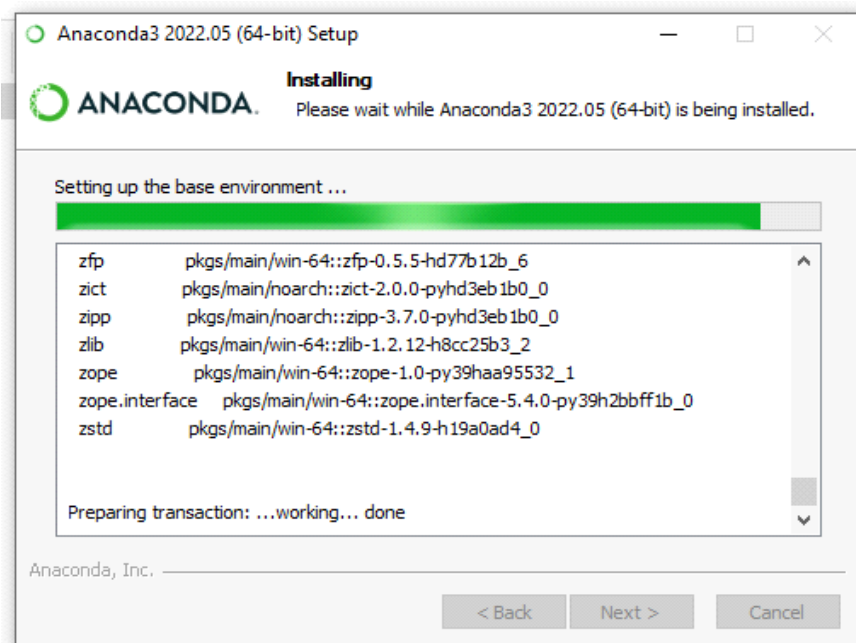 Anaconda3 2022.05 (64-bit) Setup
ANACONDA.
Installing
Please wait while Anaconda3 2022.05 (64-bit) is being installed.
Setting up the base environment ...
zfp pkgs/main/win-64::zfp-0.5.5-hd77b12b_6
zict pkgs/main/noarch::zict-2.0.0-pyhd3eb1b0_0
zipp pkgs/main/noarch::zipp-3.7.0-pyhd3eb1b0_0
zlib pkgs/main/win-64::zlib-1.2.12-h8cc25b3_2
zope pkgs/main/win-64::zope-1.0-py39haa95532_1
zope.interface pkgs/main/win-64::zope.interface-5.4.0-py39h2bbff1b_0
zstd pkgs/main/win-64::zstd-1.4.9-h19a0ad4_0
Preparing transaction: ...working... done
Anaconda, Inc.
< Back Next > Cancel